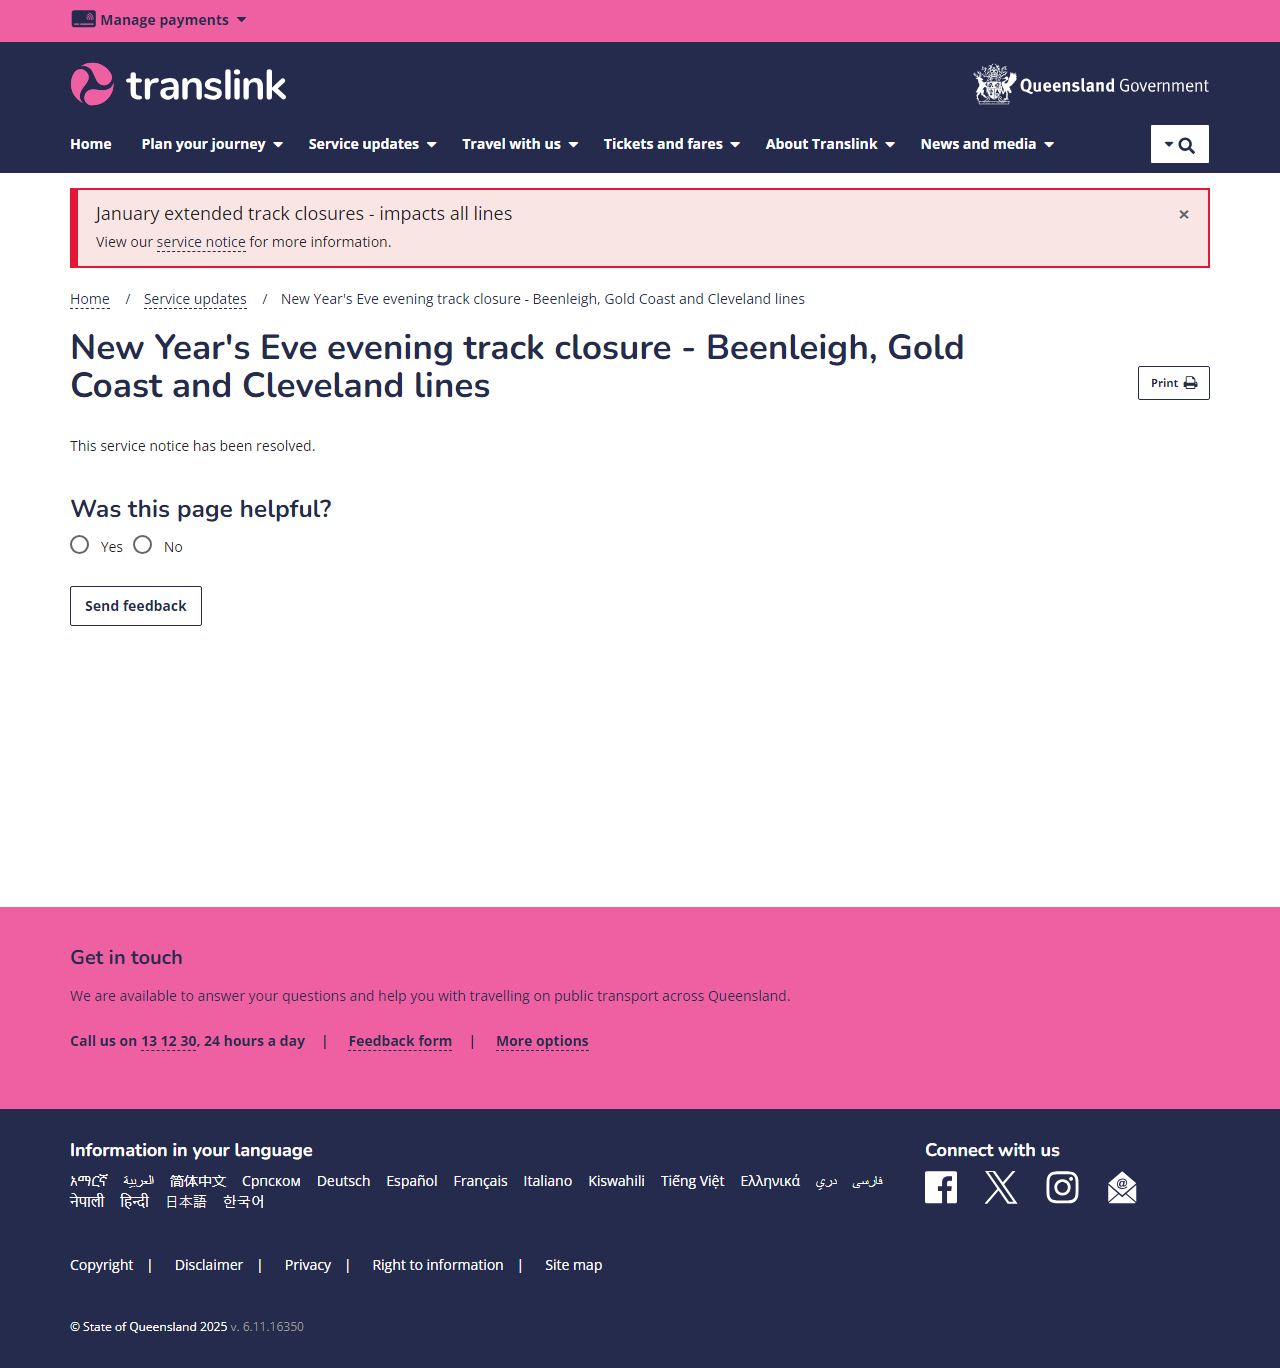 Manage payments
translink
Queensland Government
Home Plan your journey Service updates Travel with us Tickets and fares About Translink News and media
January extended track closures - impacts all lines ×
View our service notice for more information.
Home / Service updates / New Year's Eve evening track closure - Beenleigh, Gold Coast and Cleveland lines
New Year's Eve evening track closure - Beenleigh, Gold
Coast and Cleveland lines
Print
This service notice has been resolved.
Was this page helpful?
Yes No
Send feedback
Get in touch
We are available to answer your questions and help you with travelling on public transport across Queensland.
Call us on 13 12 30, 24 hours a day | Feedback form | More options
Information in your language
አማርኛ العربية 简体中文 Српском Deutsch Español Français Italiano Kiswahili Tiếng Việt Ελληνικά دري فارسی
नेपाली हिन्दी 日本語 한국어
Connect with us
Copyright | Disclaimer | Privacy | Right to information | Site map
© State of Queensland 2025 v. 6.11.16350